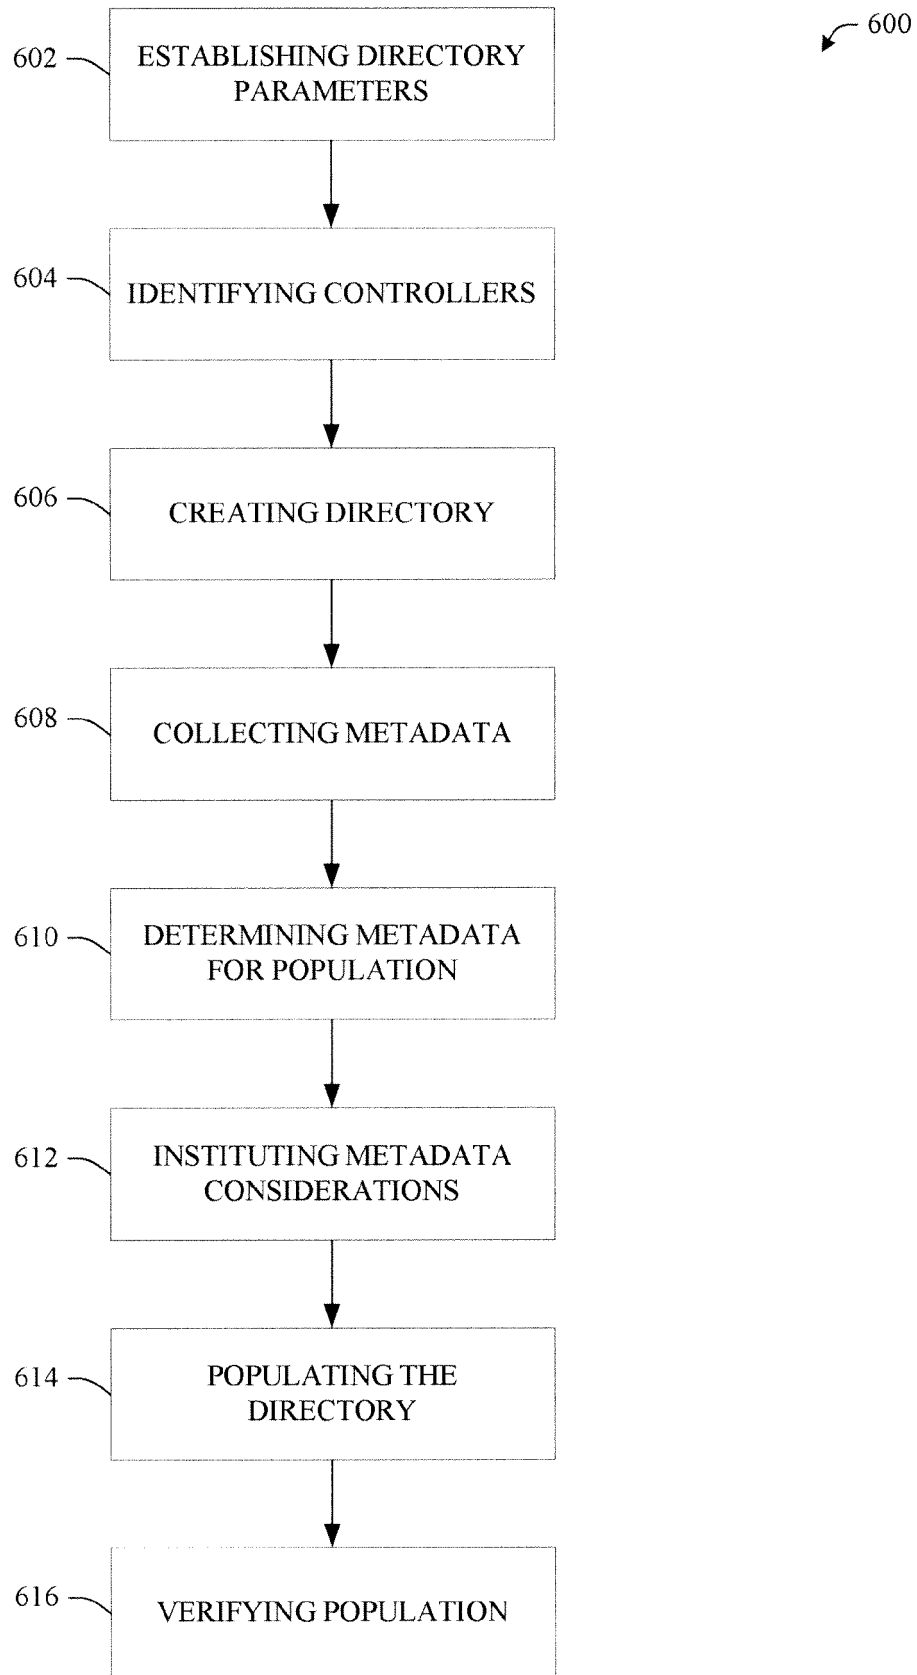 600
602
ESTABLISHING DIRECTORY
PARAMETERS
604
IDENTIFYING CONTROLLERS
606
CREATING DIRECTORY
608
COLLECTING METADATA
610
DETERMINING METADATA
FOR POPULATION
612
INSTITUTING METADATA
CONSIDERATIONS
614
POPULATING THE
DIRECTORY
616
VERIFYING POPULATION